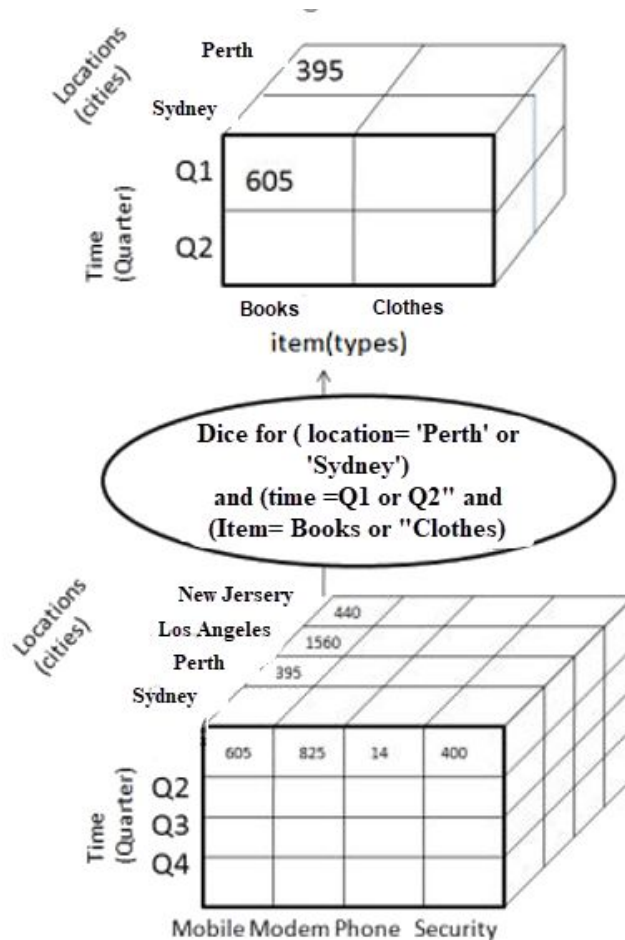 Locations
(cities)
Perth
395
Sydney
Q1
605
Time
(Quarter)
Q2
Books Clothes
item(types)
Dice for ( location= 'Perth' or
'Sydney')
and (time =Q1 or Q2" and
(Item= Books or "Clothes)
Locations
(cities)
New Jersery
440
Los Angeles
1560
Perth
395
Sydney
605 825 14 400
Time
(Quarter)
Q2
Q3
Q4
Mobile Modem Phone Security